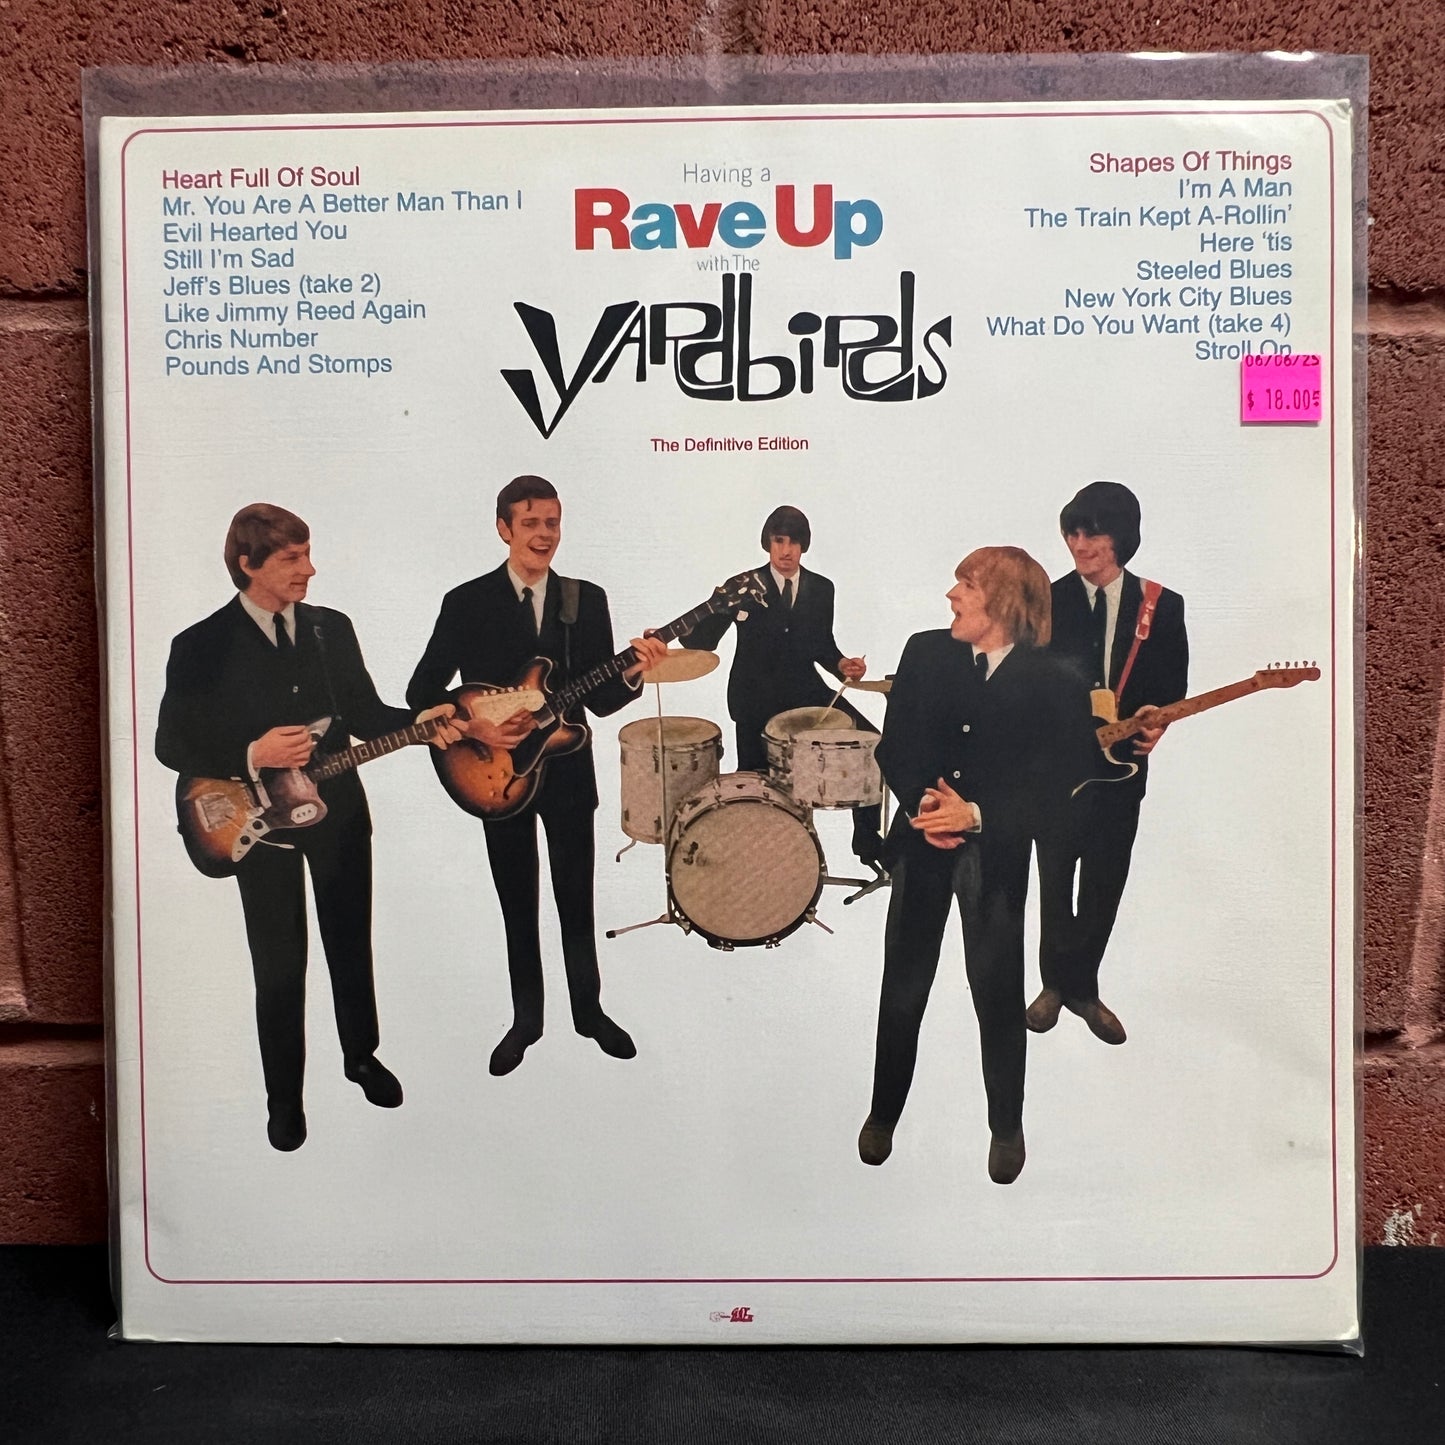 Heart Full Of Soul
Mr. You Are A Better Man Than I
Evil Hearted You
Still I'm Sad
Jeff's Blues (take 2)
Like Jimmy Reed Again
Chris Number
Pounds And Stomps
Having a
Rave Up
with The
Yardbirds
The Definitive Edition
Shapes Of Things
I'm A Man
The Train Kept A-Rollin'
Here 'tis
Steeled Blues
New York City Blues
What Do You Want (take 4)
Stroll On
06/06/25
$ 18.00